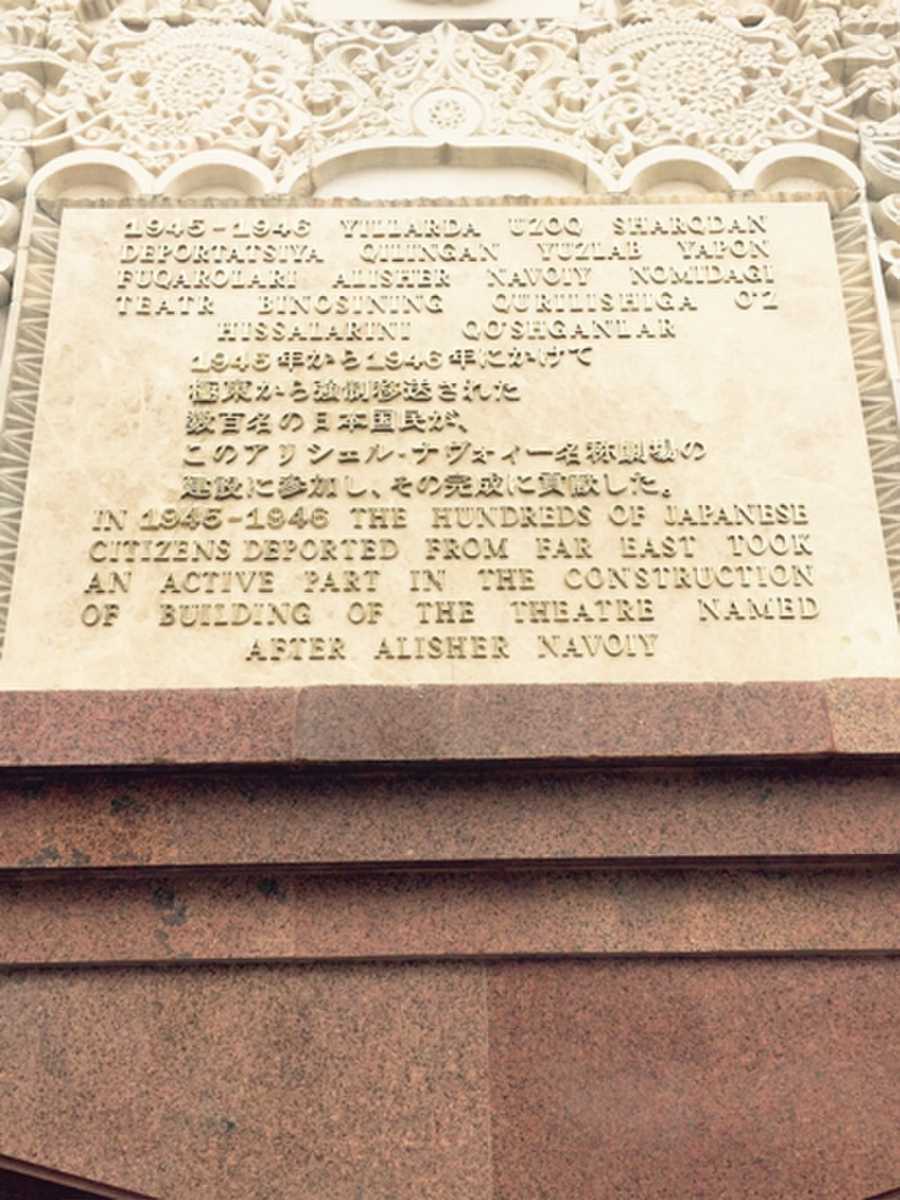 1945-1946 YILLARDA UZOQ SHARQDAN
DEPORTATSIYA QILINGAN YUZLAB YAPON
FUQAROLARI ALISHER NAVOIY NOMIDAGI
TEATR BINOSINING QURILISHIGA O'Z
HISSALARINI QO'SHGANLAR
1945年から1946年にかけて
極東から強制移送された
数百名の日本国民が、
このアリシェル・ナヴォイー名称劇場の
建設に参加し、その完成に貢献した。
IN 1945-1946 THE HUNDREDS OF JAPANESE
CITIZENS DEPORTED FROM FAR EAST TOOK
AN ACTIVE PART IN THE CONSTRUCTION
OF BUILDING OF THE THEATRE NAMED
AFTER ALISHER NAVOIY